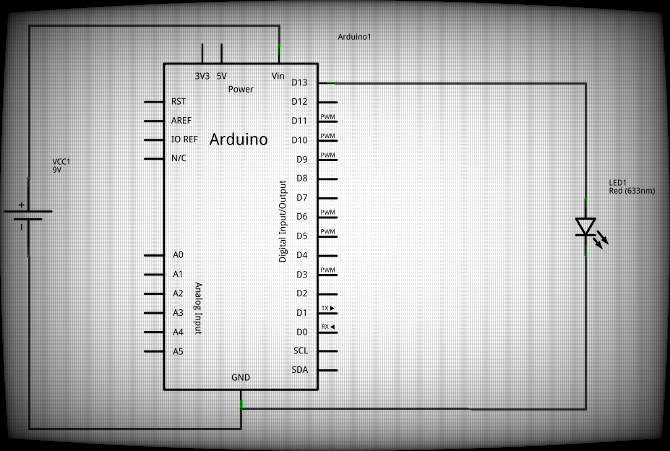 Arduino1
3V3 5V Vin
Power
D13
RST
D12
AREF
D11 PWM
IO REF
D10 PWM
Arduino
N/C
D9 PWM
D8
D7
D6 PWM
D5 PWM
Digital Input/Output
VCC1
9V
+
LED1
Red (633nm)
A0
D4
A1
D3 PWM
A2
D2
A3
D1 TX
A4
D0 RX
A5
SCL
SDA
Analog Input
GND